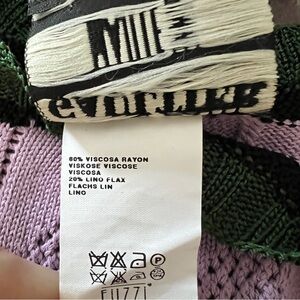 80% VISCOSA RAYON
VISKOSE VISCOSE
VISCOSA
20% LINO FLAX
FLACHS LIN
LINO
P
FUZZI